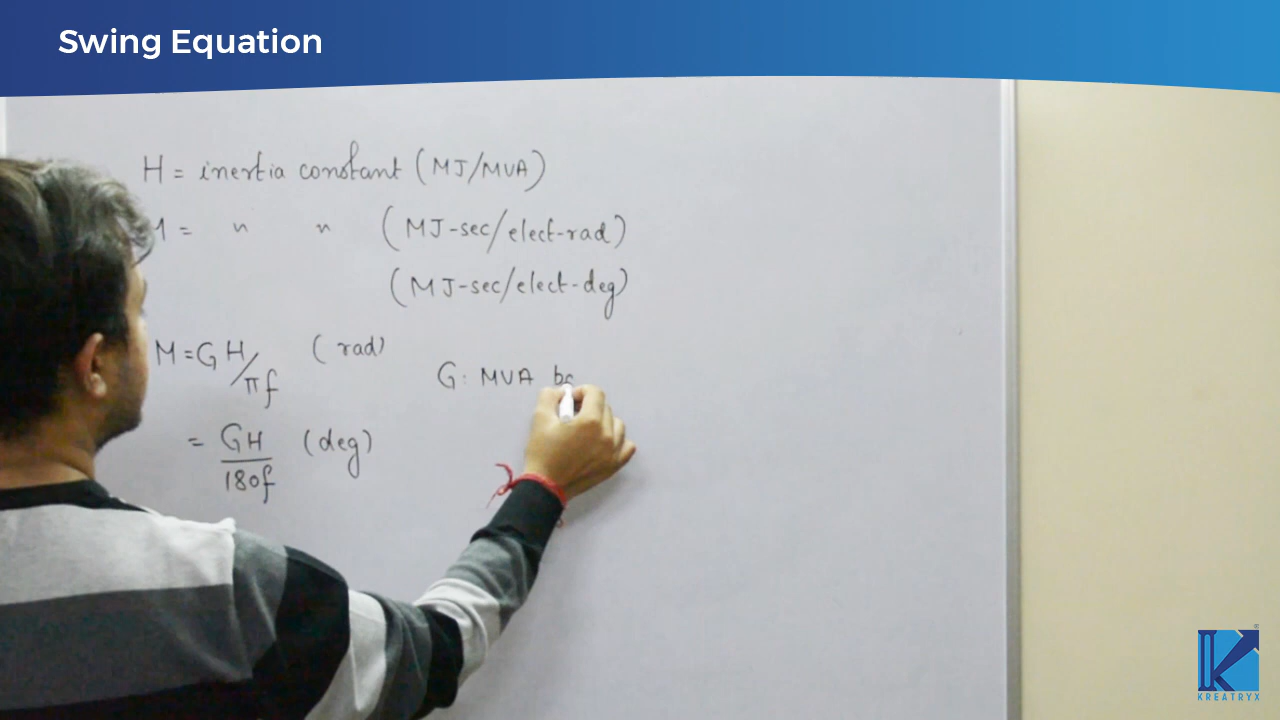 Swing Equation
H = inertia constant (MJ/MVA)
M = " " (MJ-sec/elect-rad)
(MJ-sec/elect-deg)
M = GH/πf (rad)
G: MVA ba
= GH/180f (deg)
KREATRYX